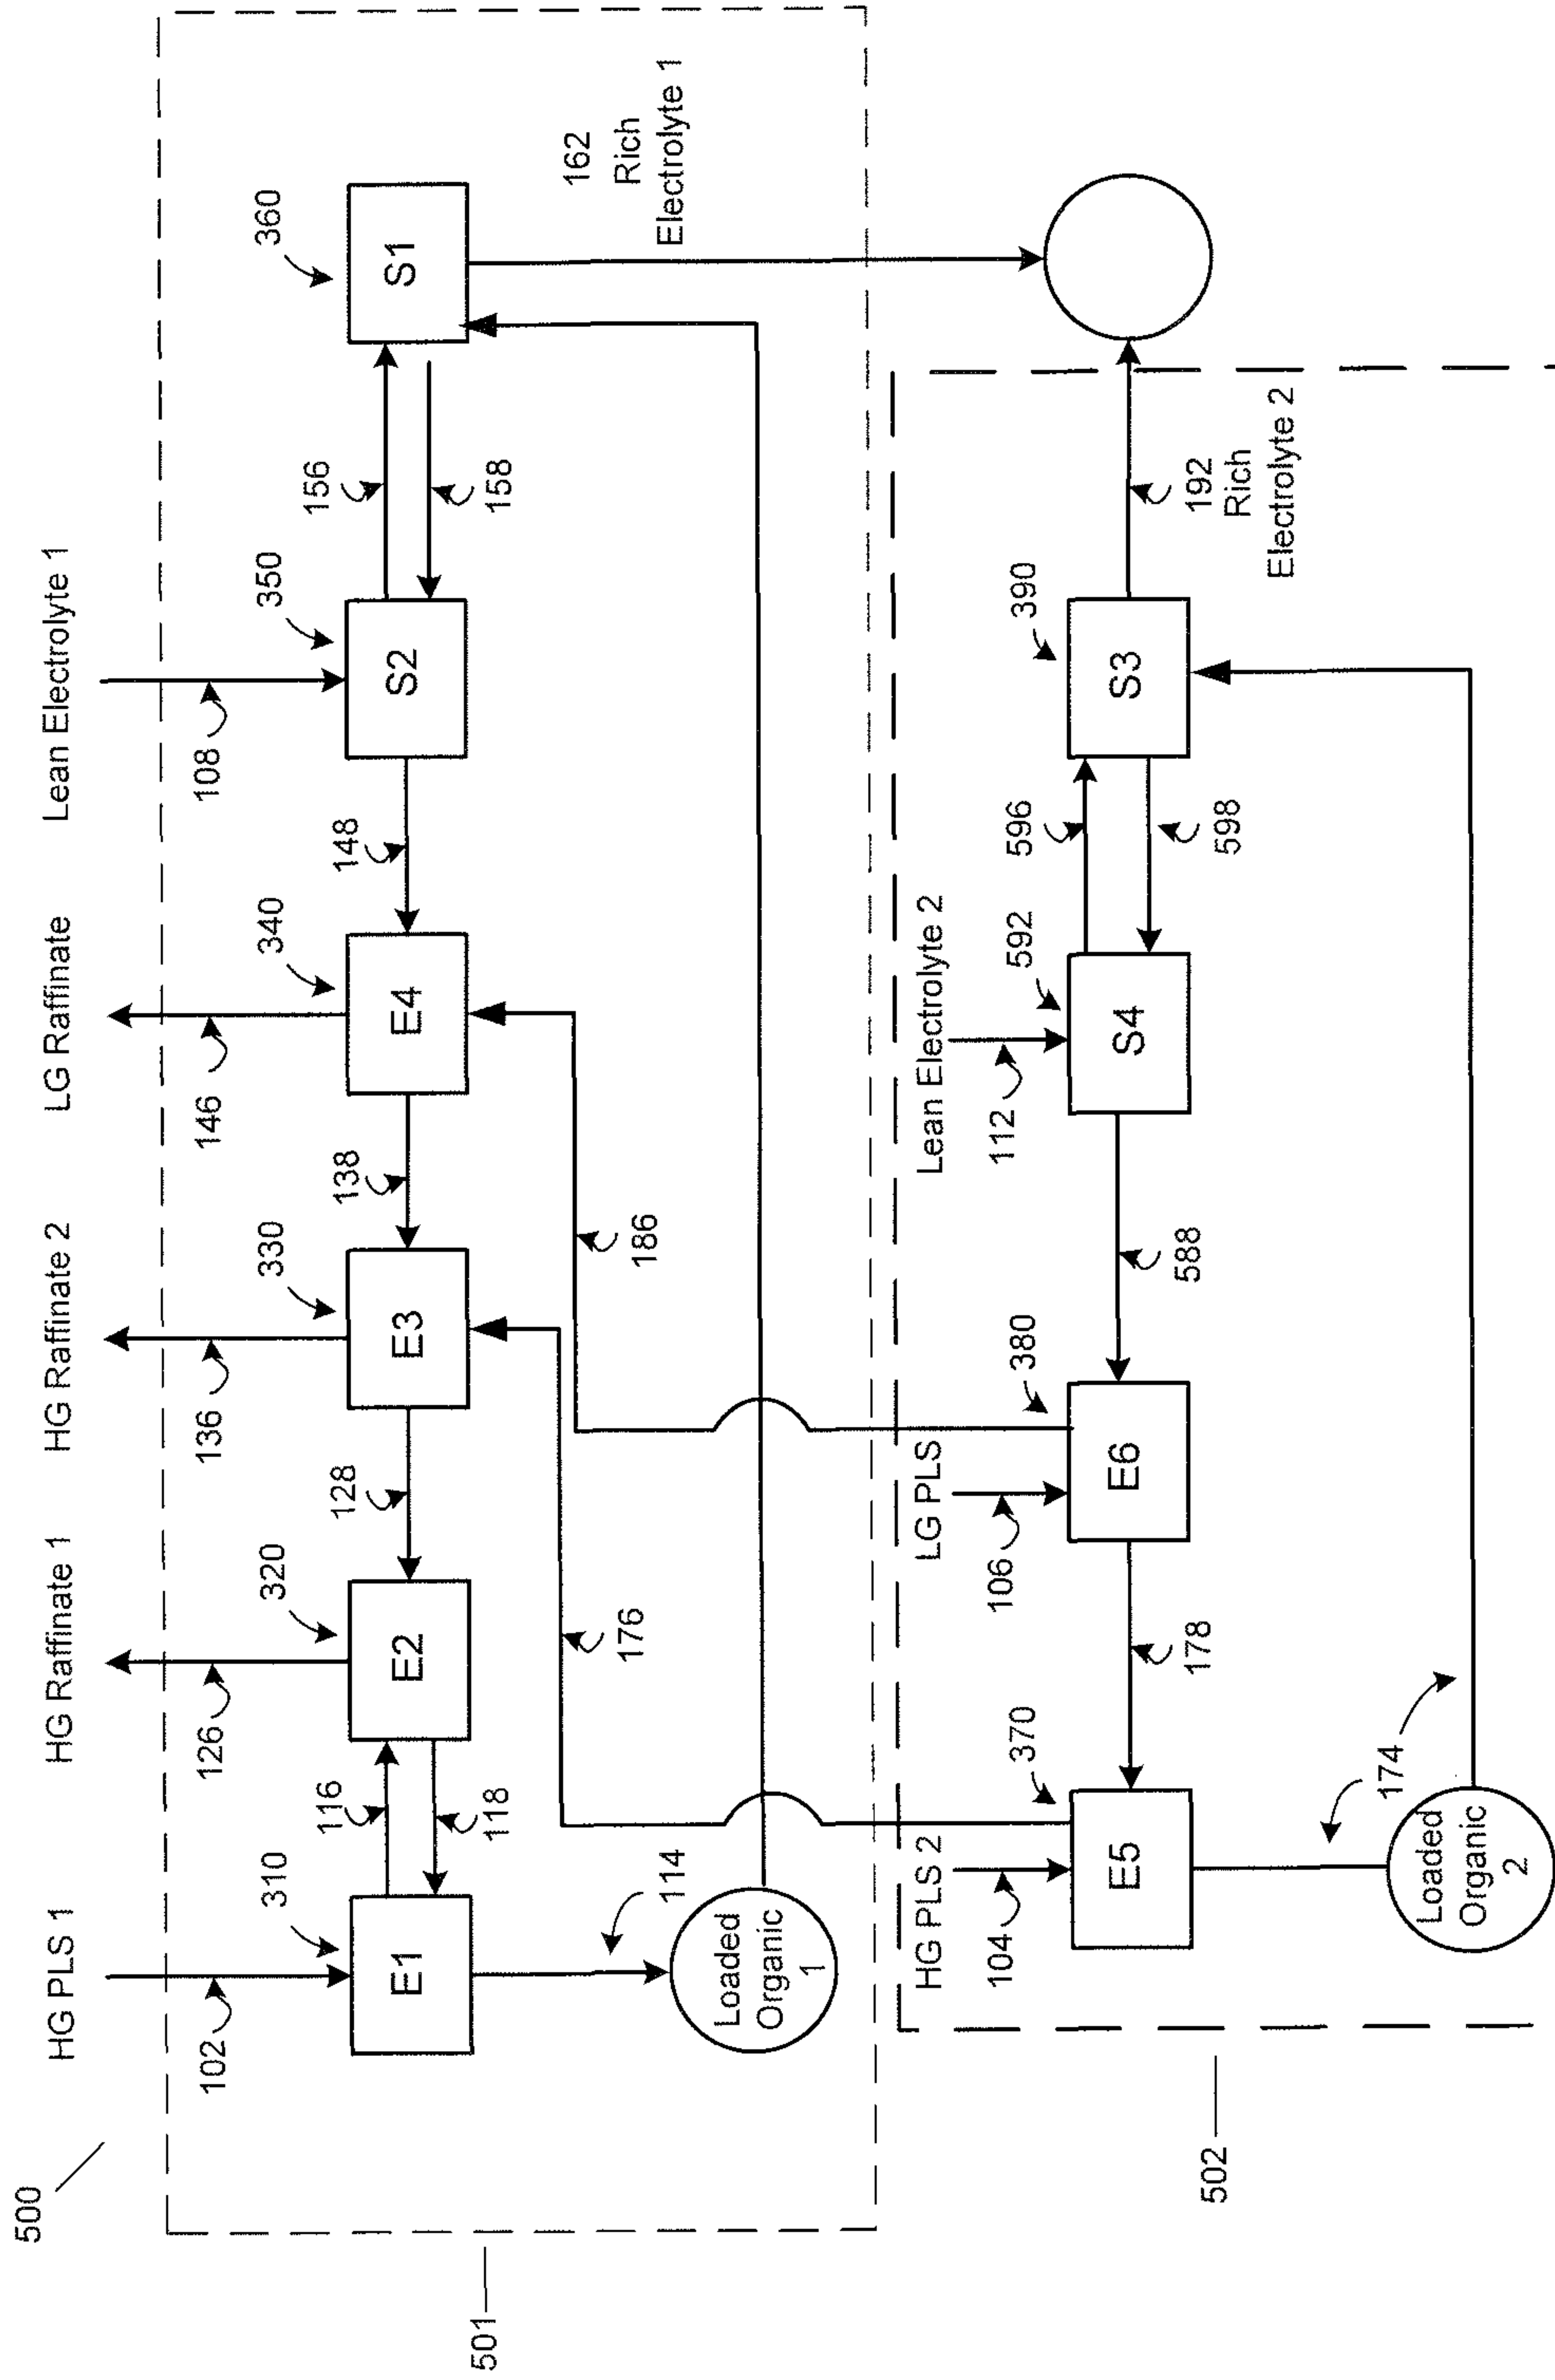 500
HG PLS 1
HG Raffinate 1
HG Raffinate 2
LG Raffinate
Lean Electrolyte 1
102
126
136
146
108
310
320
330
340
350
360
E1
116
118
E2
128
E3
138
E4
148
S2
156
158
S1
162
Rich
Electrolyte 1
114
176
186
Loaded
Organic
1
501
HG PLS 2
LG PLS
Lean Electrolyte 2
104
106
112
370
380
592
390
E5
178
E6
588
S4
596
598
S3
192
Rich
Electrolyte 2
174
Loaded
Organic
2
502